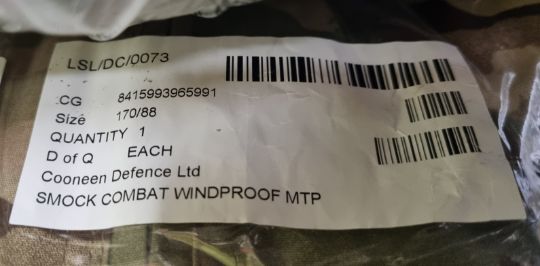 LSL/DC/0073
CG 8415993965991
Size 170/88
QUANTITY 1
D of Q EACH
Cooneen Defence Ltd
SMOCK COMBAT WINDPROOF MTP